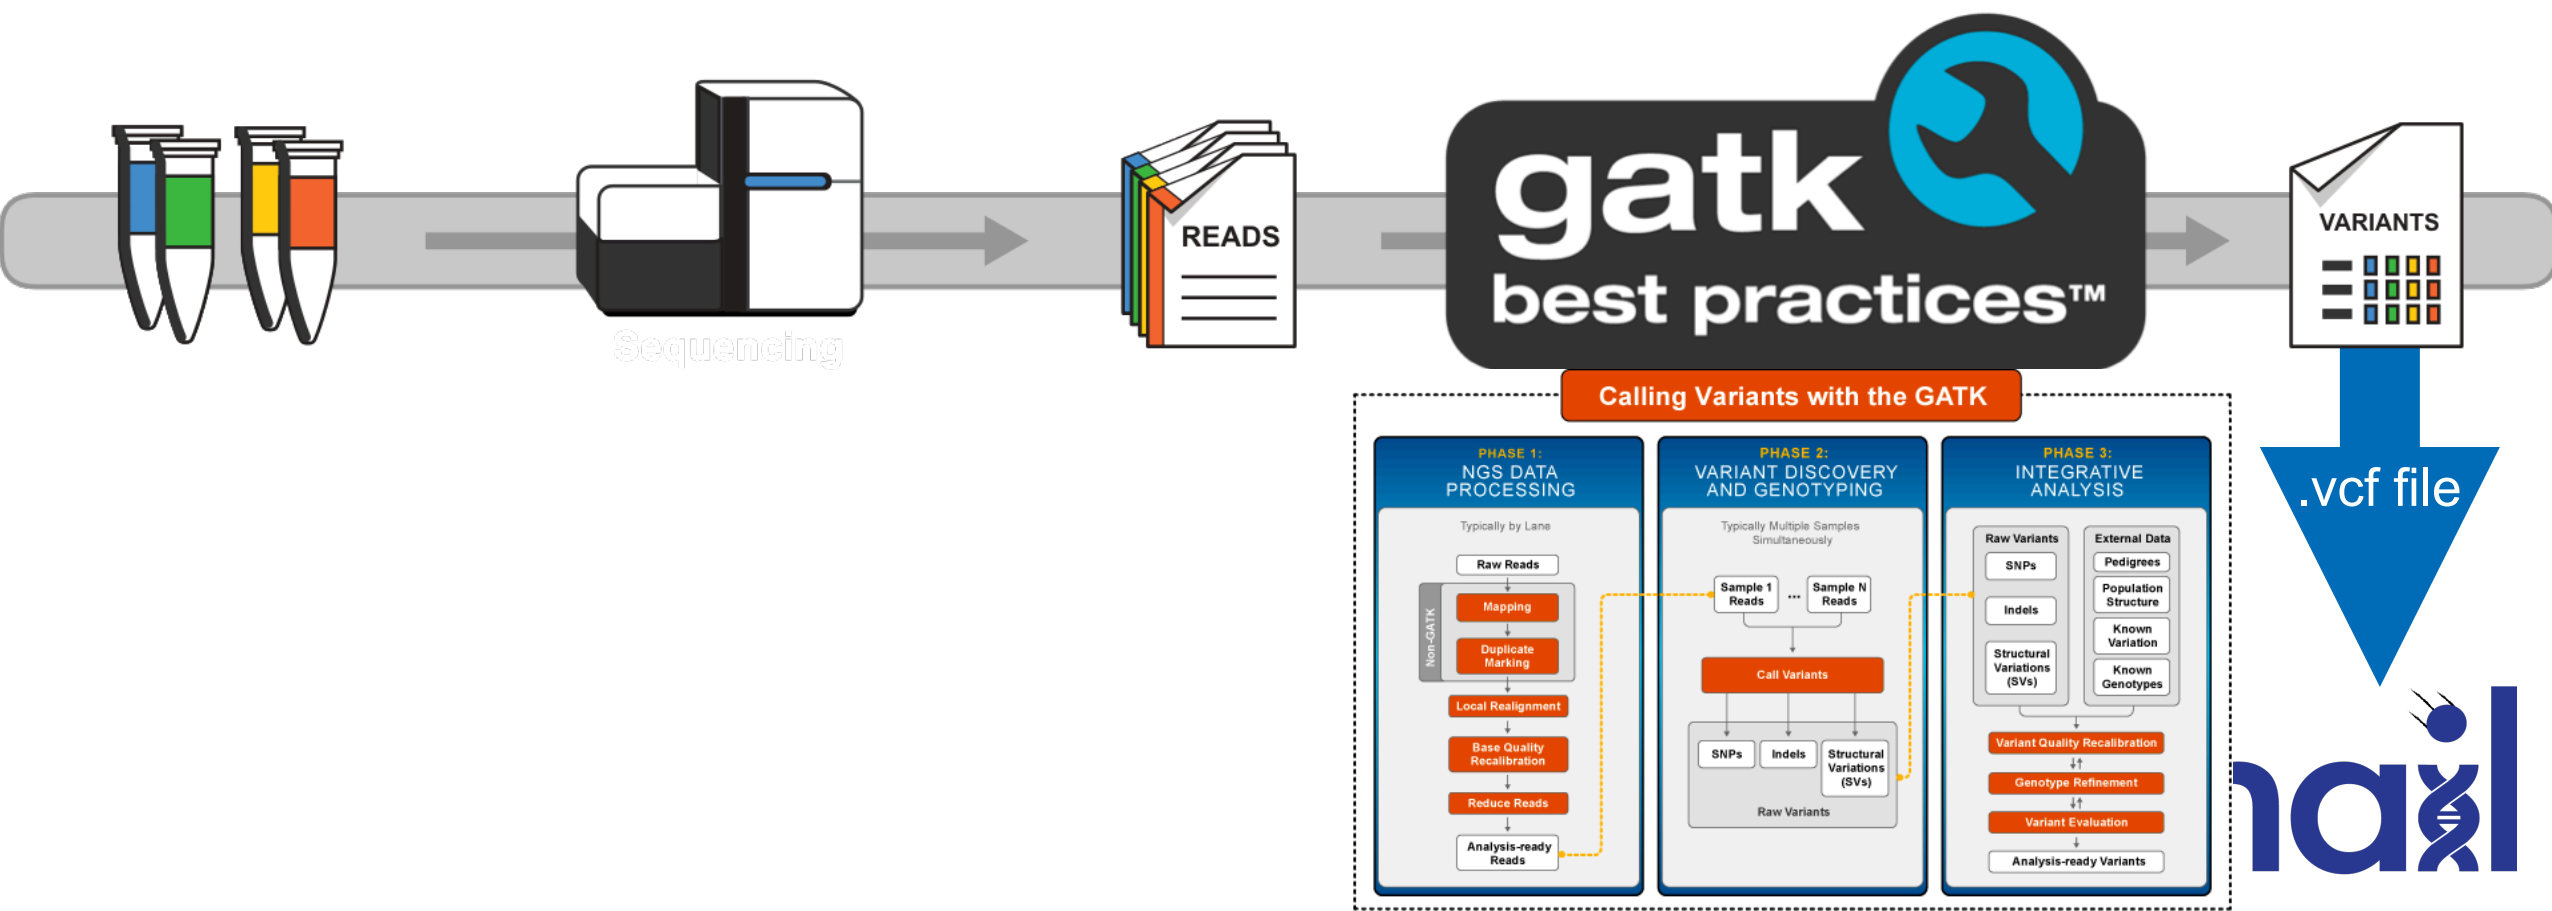 Sequencing
READS
gatk
best practices™
VARIANTS
.vcf file
Calling Variants with the GATK
PHASE 1:
NGS DATA
PROCESSING
Typically by Lane
Raw Reads
Non-GATK
Mapping
Duplicate
Marking
Local Realignment
Base Quality
Recalibration
Reduce Reads
Analysis-ready
Reads
PHASE 2:
VARIANT DISCOVERY
AND GENOTYPING
Typically Multiple Samples
Simultaneously
Sample 1
Reads
...
Sample N
Reads
Call Variants
SNPs
Indels
Structural
Variations
(SVs)
Raw Variants
PHASE 3:
INTEGRATIVE
ANALYSIS
Raw Variants
SNPs
Indels
Structural
Variations
(SVs)
External Data
Pedigrees
Population
Structure
Known
Variation
Known
Genotypes
Variant Quality Recalibration
Genotype Refinement
Variant Evaluation
Analysis-ready Variants